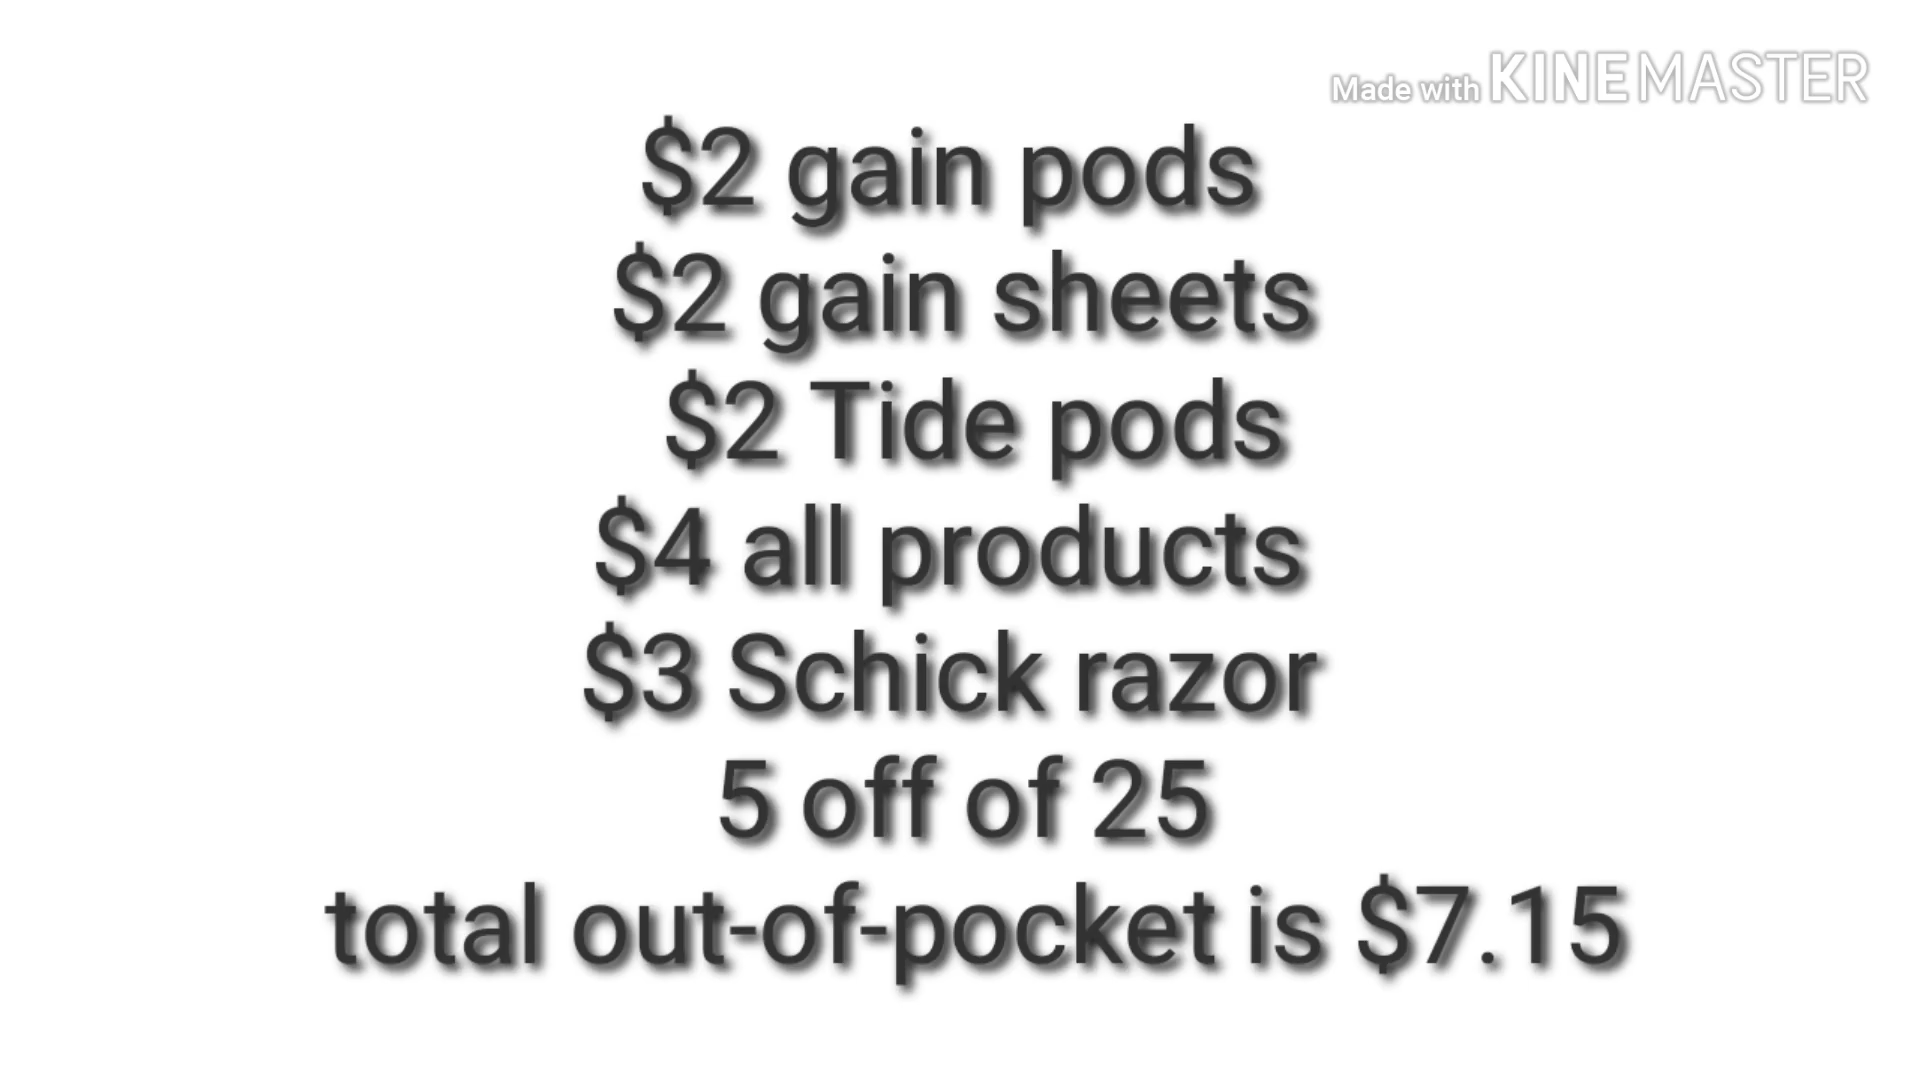 Made with KINEMASTER
$2 gain pods
$2 gain sheets
$2 Tide pods
$4 all products
$3 Schick razor
5 off of 25
total out-of-pocket is $7.15